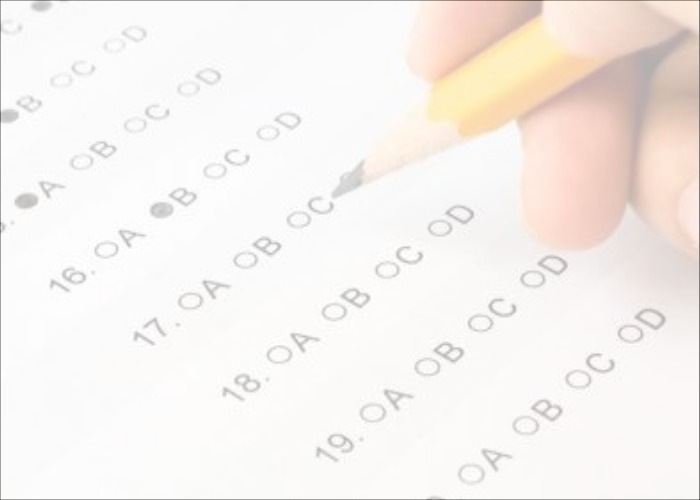 C ●
●B ○C ○D
. ●A ○B ○C ○D
16. ○A ●B ○C ○D
17. ○A ○B ○C
18. ○A ○B ○C ○D
19. ○A ○B ○C ○D
○A ○B ○C ○D